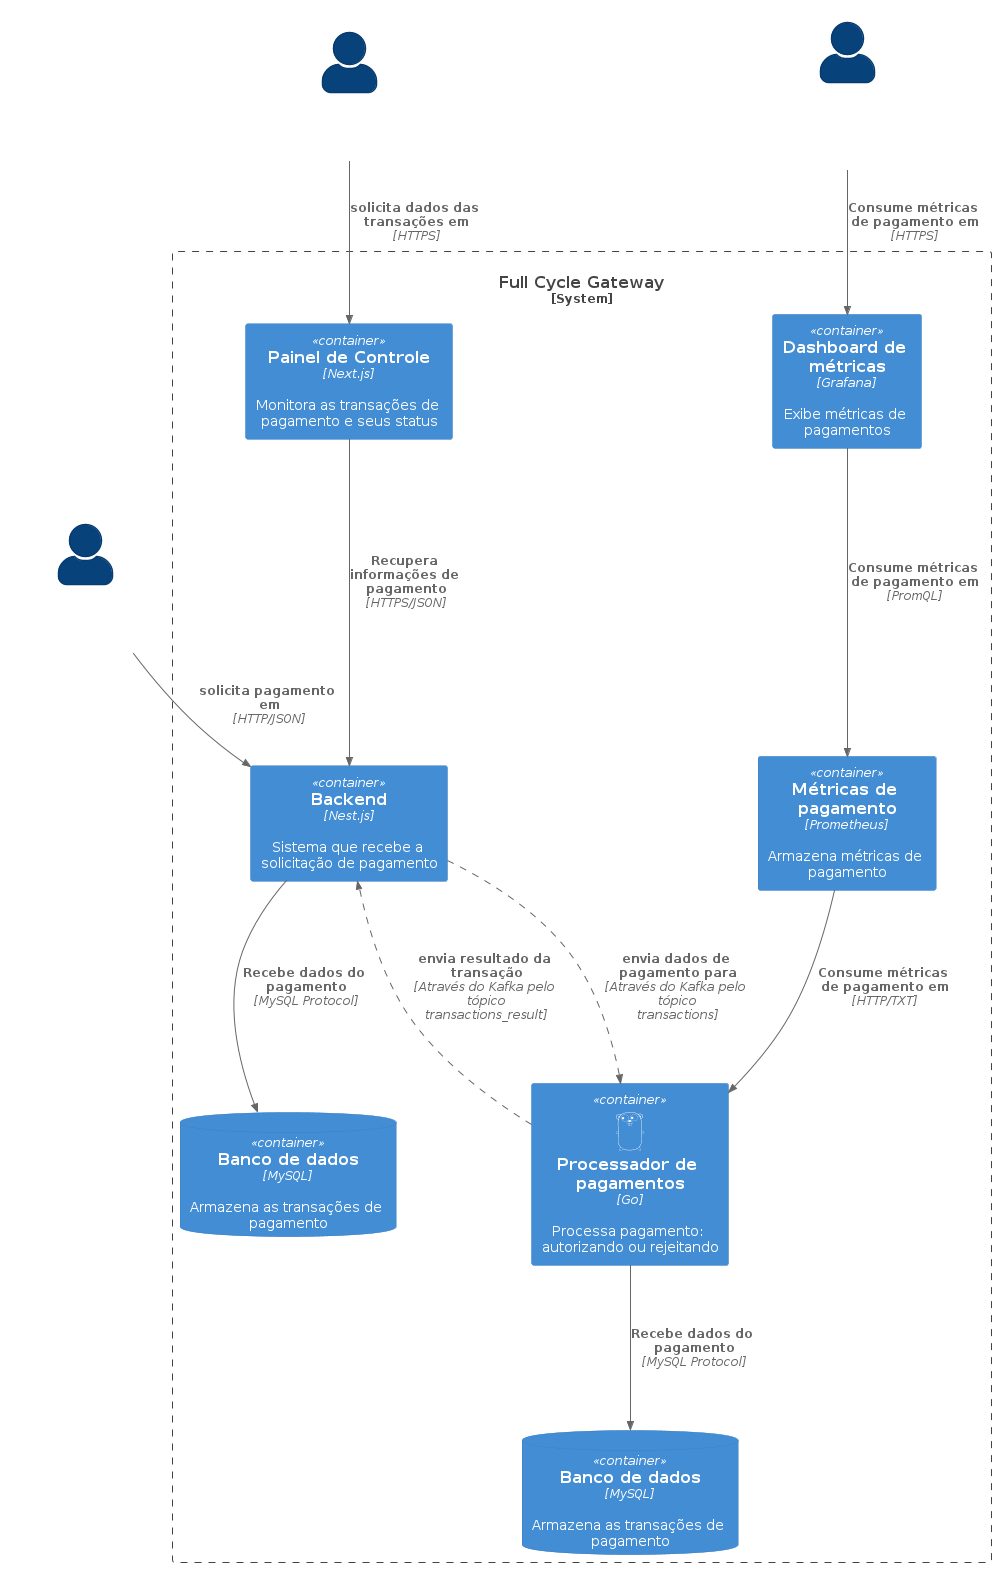 solicita dados das
transações em
[HTTPS]
Consume métricas
de pagamento em
[HTTPS]
Full Cycle Gateway
[System]
«container»
Painel de Controle
[Next.js]
Monitora as transações de
pagamento e seus status
«container»
Dashboard de
métricas
[Grafana]
Exibe métricas de
pagamentos
Recupera
informações de
pagamento
[HTTPS/JSON]
Consume métricas
de pagamento em
[PromQL]
solicita pagamento
em
[HTTP/JSON]
«container»
Backend
[Nest.js]
Sistema que recebe a
solicitação de pagamento
«container»
Métricas de
pagamento
[Prometheus]
Armazena métricas de
pagamento
Recebe dados do
pagamento
[MySQL Protocol]
envia resultado da
transação
[Através do Kafka pelo
tópico
transactions_result]
envia dados de
pagamento para
[Através do Kafka pelo
tópico
transactions]
Consume métricas
de pagamento em
[HTTP/TXT]
«container»
Banco de dados
[MySQL]
Armazena as transações de
pagamento
«container»
Processador de
pagamentos
[Go]
Processa pagamento:
autorizando ou rejeitando
Recebe dados do
pagamento
[MySQL Protocol]
«container»
Banco de dados
[MySQL]
Armazena as transações de
pagamento